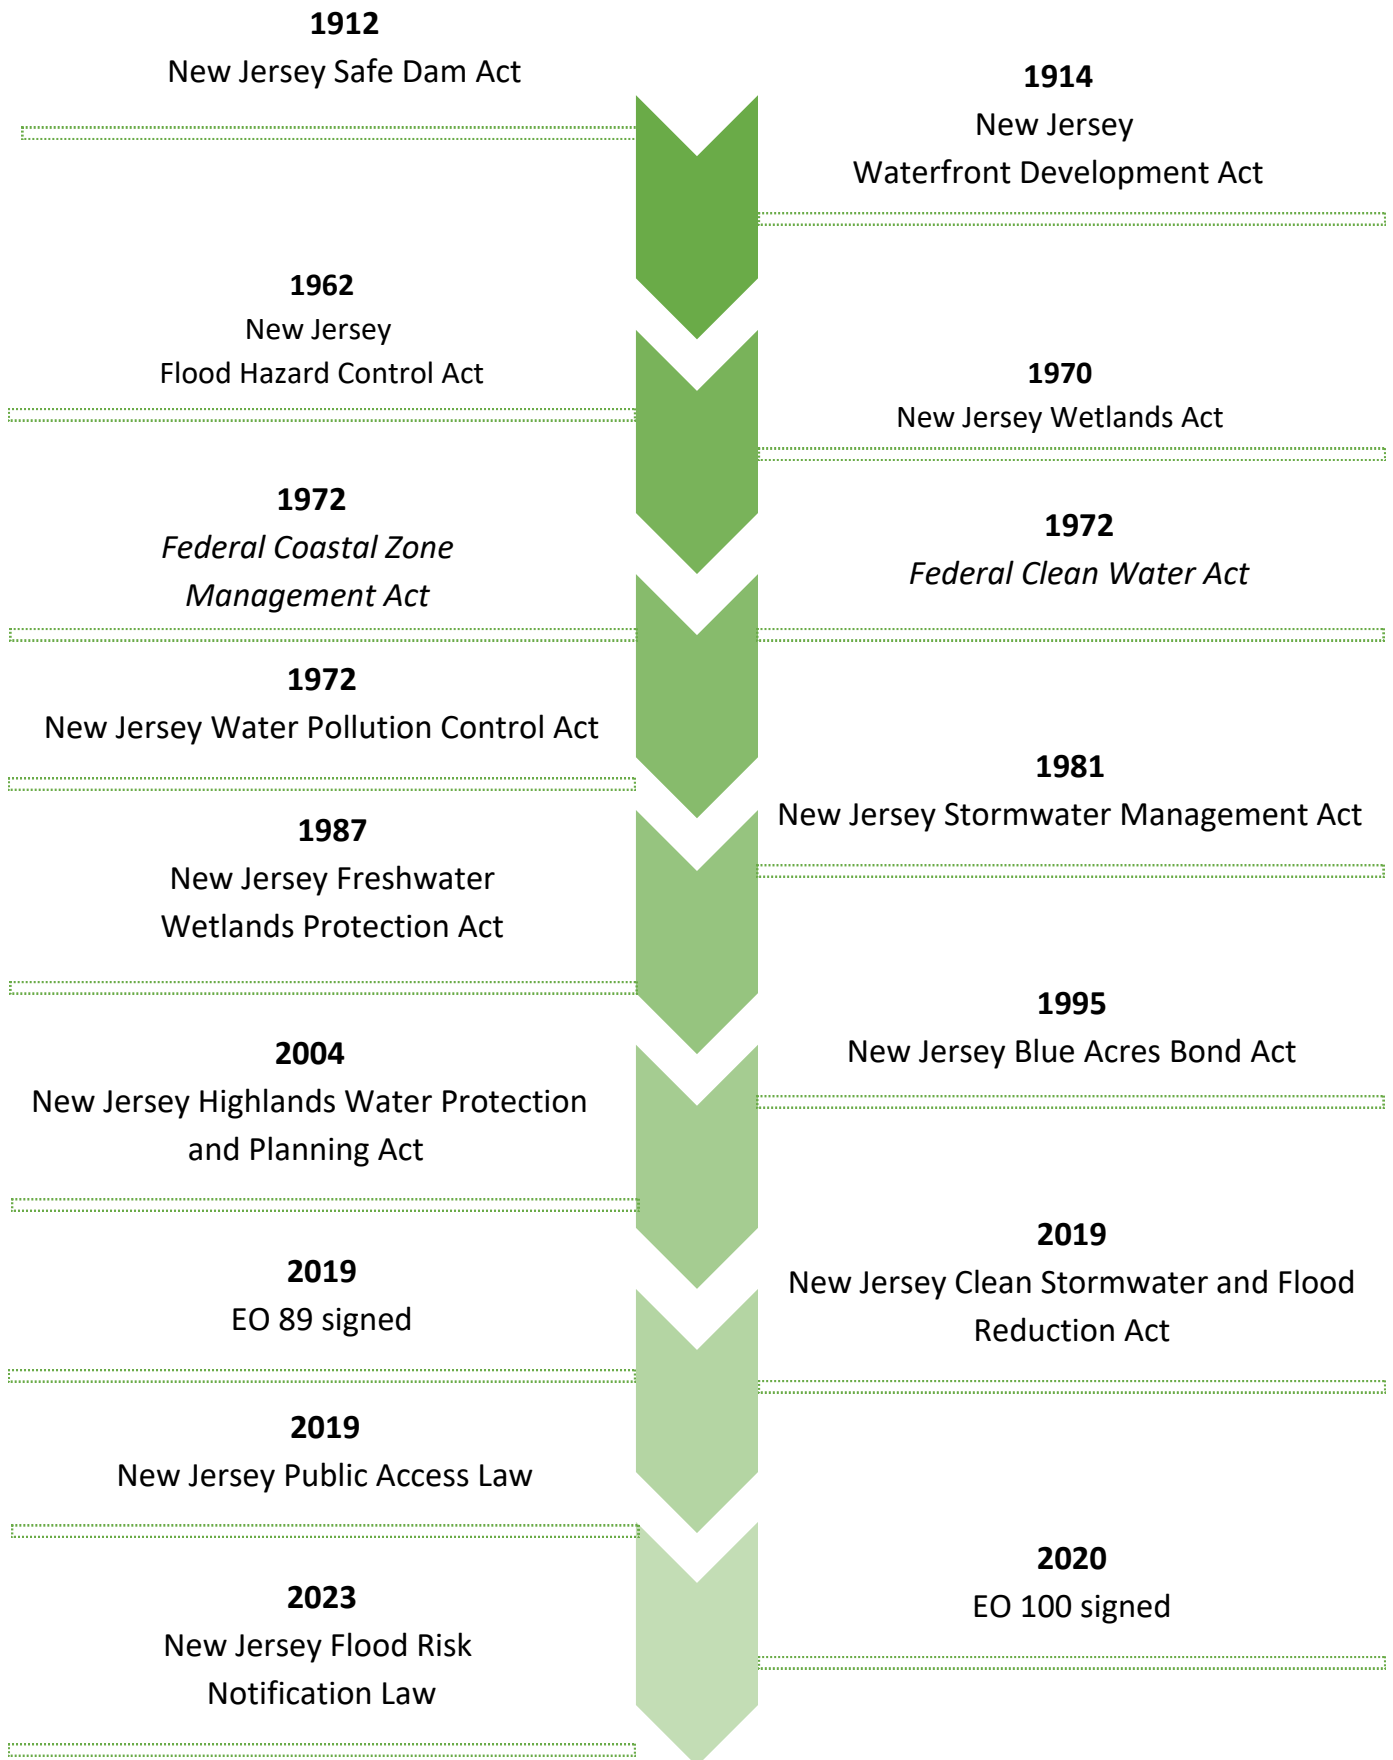 1912
New Jersey Safe Dam Act
1914
New Jersey
Waterfront Development Act
1962
New Jersey
Flood Hazard Control Act
1970
New Jersey Wetlands Act
1972
Federal Coastal Zone
Management Act
1972
Federal Clean Water Act
1972
New Jersey Water Pollution Control Act
1981
New Jersey Stormwater Management Act
1987
New Jersey Freshwater
Wetlands Protection Act
1995
New Jersey Blue Acres Bond Act
2004
New Jersey Highlands Water Protection
and Planning Act
2019
New Jersey Clean Stormwater and Flood
Reduction Act
2019
EO 89 signed
2019
New Jersey Public Access Law
2020
EO 100 signed
2023
New Jersey Flood Risk
Notification Law